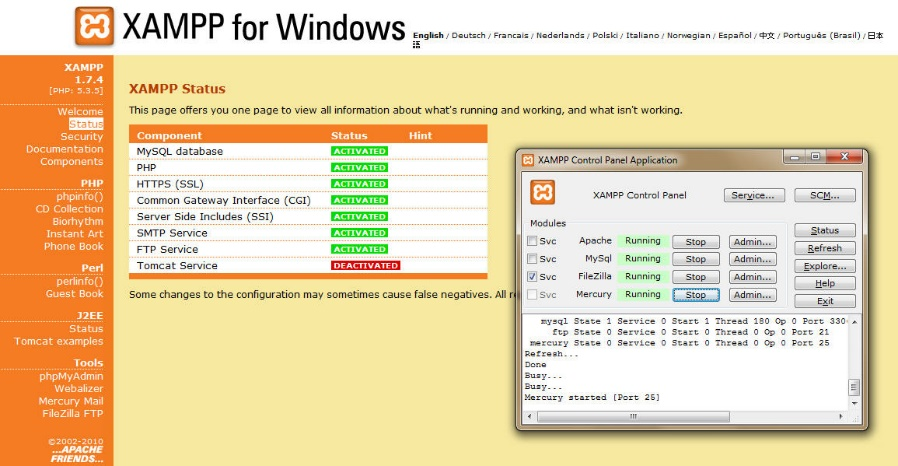 XAMPP for Windows
English / Deutsch / Francais / Nederlands / Polski / Italiano / Norwegian / Español / 中文 / Português (Brasil) / 日本
語
XAMPP
1.7.4
[PHP: 5.3.5]
Welcome
Status
Security
Documentation
Components
PHP
phpinfo()
CD Collection
Biorhythm
Instant Art
Phone Book
Perl
perlinfo()
Guest Book
J2EE
Status
Tomcat examples
Tools
phpMyAdmin
Webalizer
Mercury Mail
FileZilla FTP
©2002-2010
...APACHE
FRIENDS...
XAMPP Status
This page offers you one page to view all information about what's running and working, and what isn't working.
Component Status Hint
MySQL database ACTIVATED
PHP ACTIVATED
HTTPS (SSL) ACTIVATED
Common Gateway Interface (CGI) ACTIVATED
Server Side Includes (SSI) ACTIVATED
SMTP Service ACTIVATED
FTP Service ACTIVATED
Tomcat Service DEACTIVATED
Some changes to the configuration may sometimes cause false negatives. All
XAMPP Control Panel Application
XAMPP Control Panel Service... SCM...
Modules
Svc Apache Running Stop Admin...
Svc MySql Running Stop Admin...
Svc FileZilla Running Stop Admin...
Svc Mercury Running Stop Admin...
Status
Refresh
Explore...
Help
Exit
mysql State 1 Service 0 Start 1 Thread 180 Op 0 Port 330
ftp State 0 Service 0 Start 0 Thread 0 Op 0 Port 21
mercury State 0 Service 0 Start 0 Thread 0 Op 0 Port 25
Refresh...
Done
Busy...
Busy...
Mercury started [Port 25]